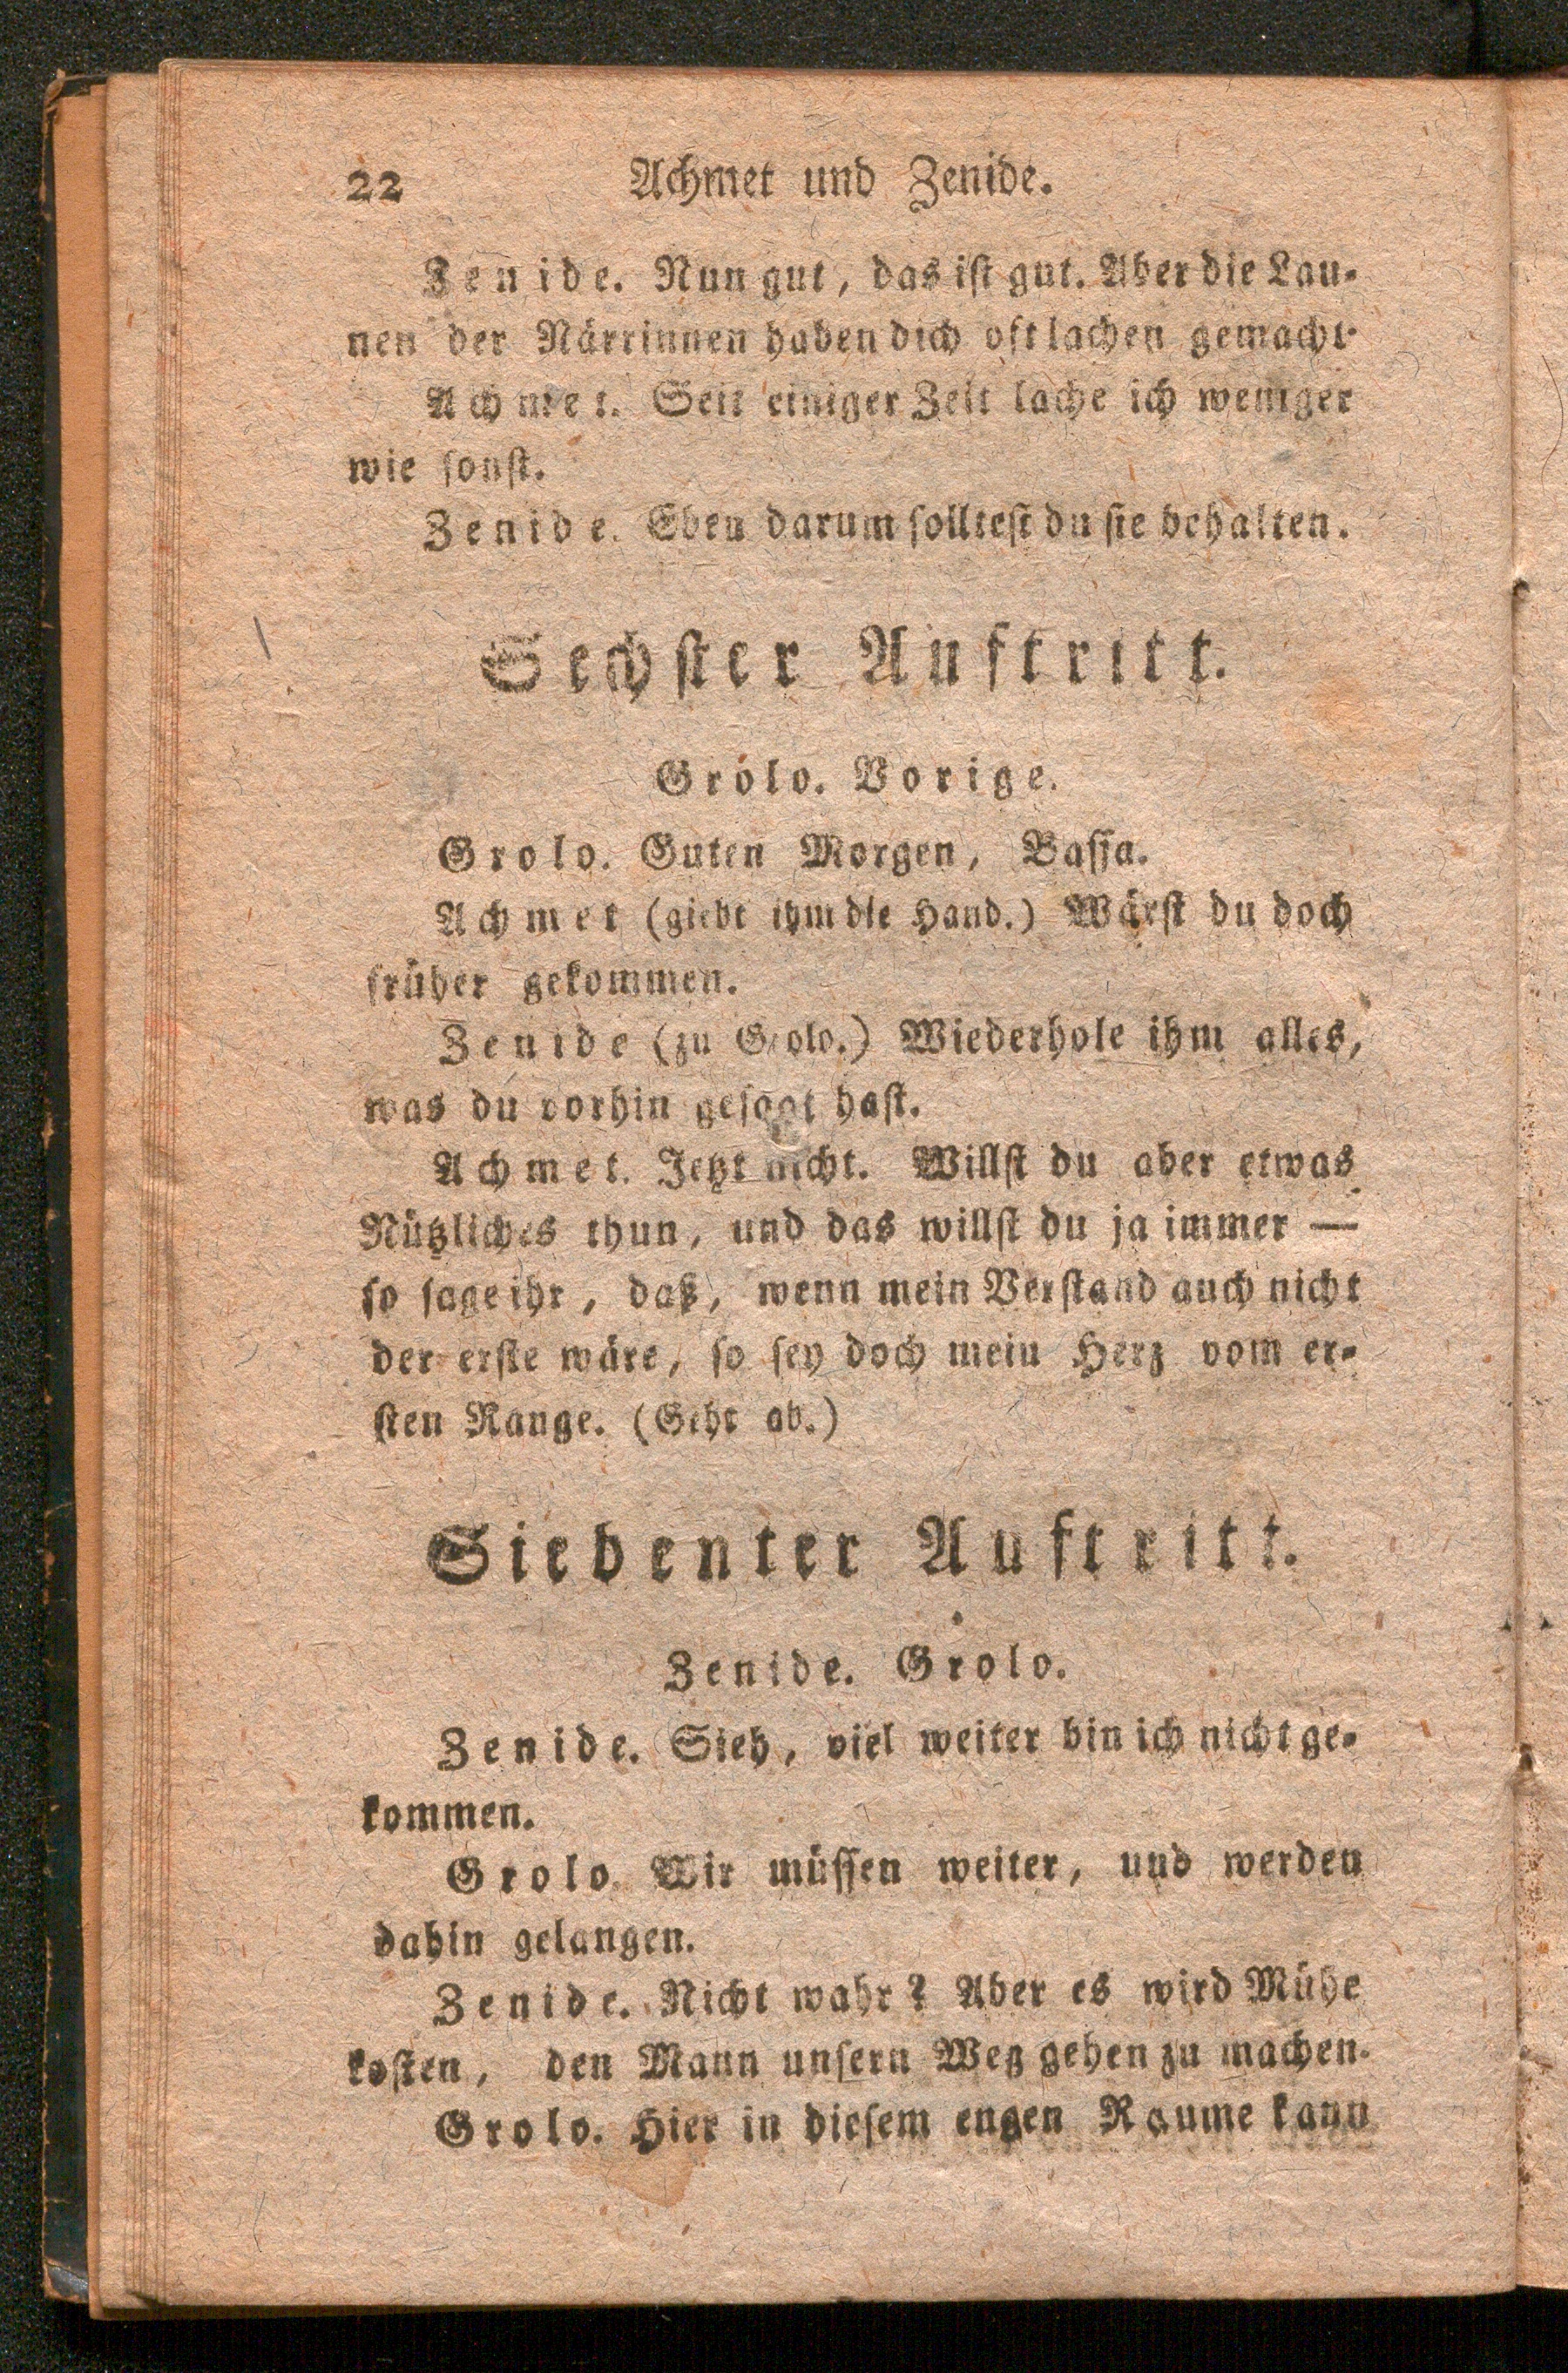 22 Achmet und Zenide.
Zenide. Nun gut, das ist gut. Aber die Lau-
nen der Närrinnen haben dich oft lachen gemacht.
Achmet. Seit einiger Zeit lache ich weniger
wie sonst.
Zenide. Eben darum solltest du sie behalten.
Sechster Auftritt.
Grolo. Vorige.
Grolo. Guten Morgen, Bassa.
Achmet (giebt ihm die Hand.) Wärst du doch
früher gekommen.
Zenide (zu Grolo.) Wiederhole ihm alles,
was du vorhin gesagt hast.
Achmet. Jetzt nicht. Willst du aber etwas
Nützliches thun, und das willst du ja immer —
so sage ihr, daß, wenn mein Verstand auch nicht
der erste wäre, so sey doch mein Herz vom er-
sten Range. (Geht ab.)
Siebenter Auftritt.
Zenide. Grolo.
Zenide. Sieh, viel weiter bin ich nicht ge-
kommen.
Grolo. Wir müssen weiter, und werden
dahin gelangen.
Zenide. Nicht wahr? Aber es wird Mühe
kosten, den Mann unsern Weg gehen zu machen.
Grolo. Hier in diesem engen Raume kann